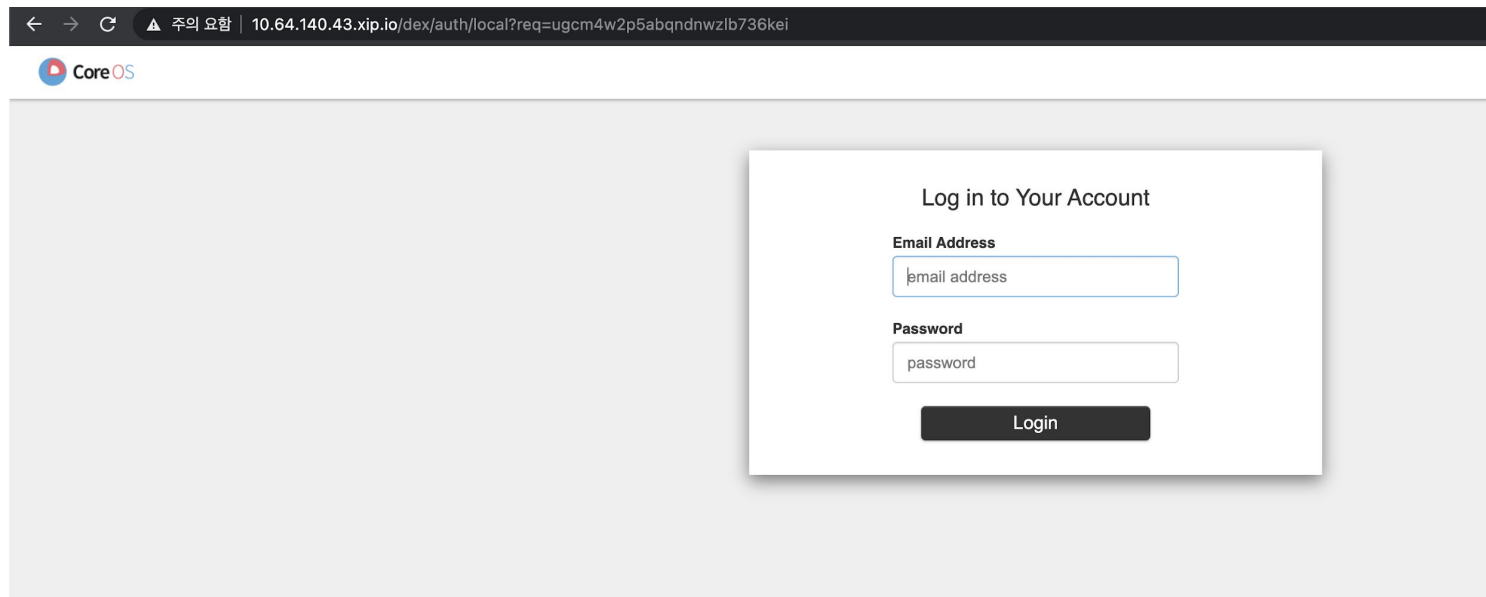 주의 요함 10.64.140.43.xip.io/dex/auth/local?req=ugcm4w2p5abqndnwzlb736kei
CoreOS
Log in to Your Account
Email Address
email address
Password
password
Login